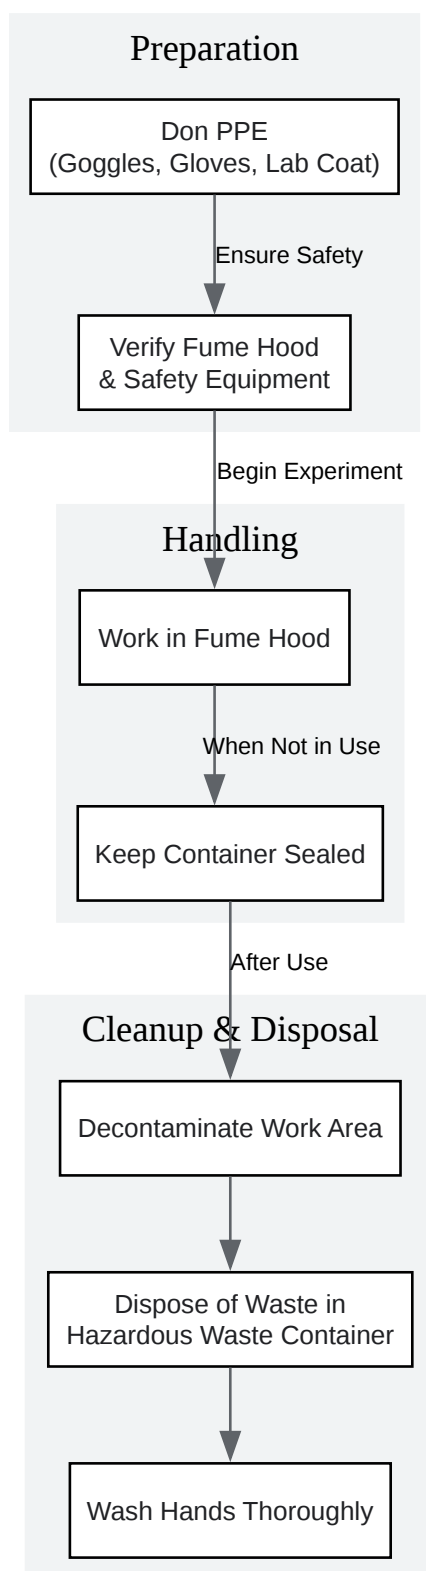 Preparation
Don PPE
(Goggles, Gloves, Lab Coat)
Ensure Safety
Verify Fume Hood
& Safety Equipment
Begin Experiment
Handling
Work in Fume Hood
When Not in Use
Keep Container Sealed
After Use
Cleanup & Disposal
Decontaminate Work Area
Dispose of Waste in
Hazardous Waste Container
Wash Hands Thoroughly